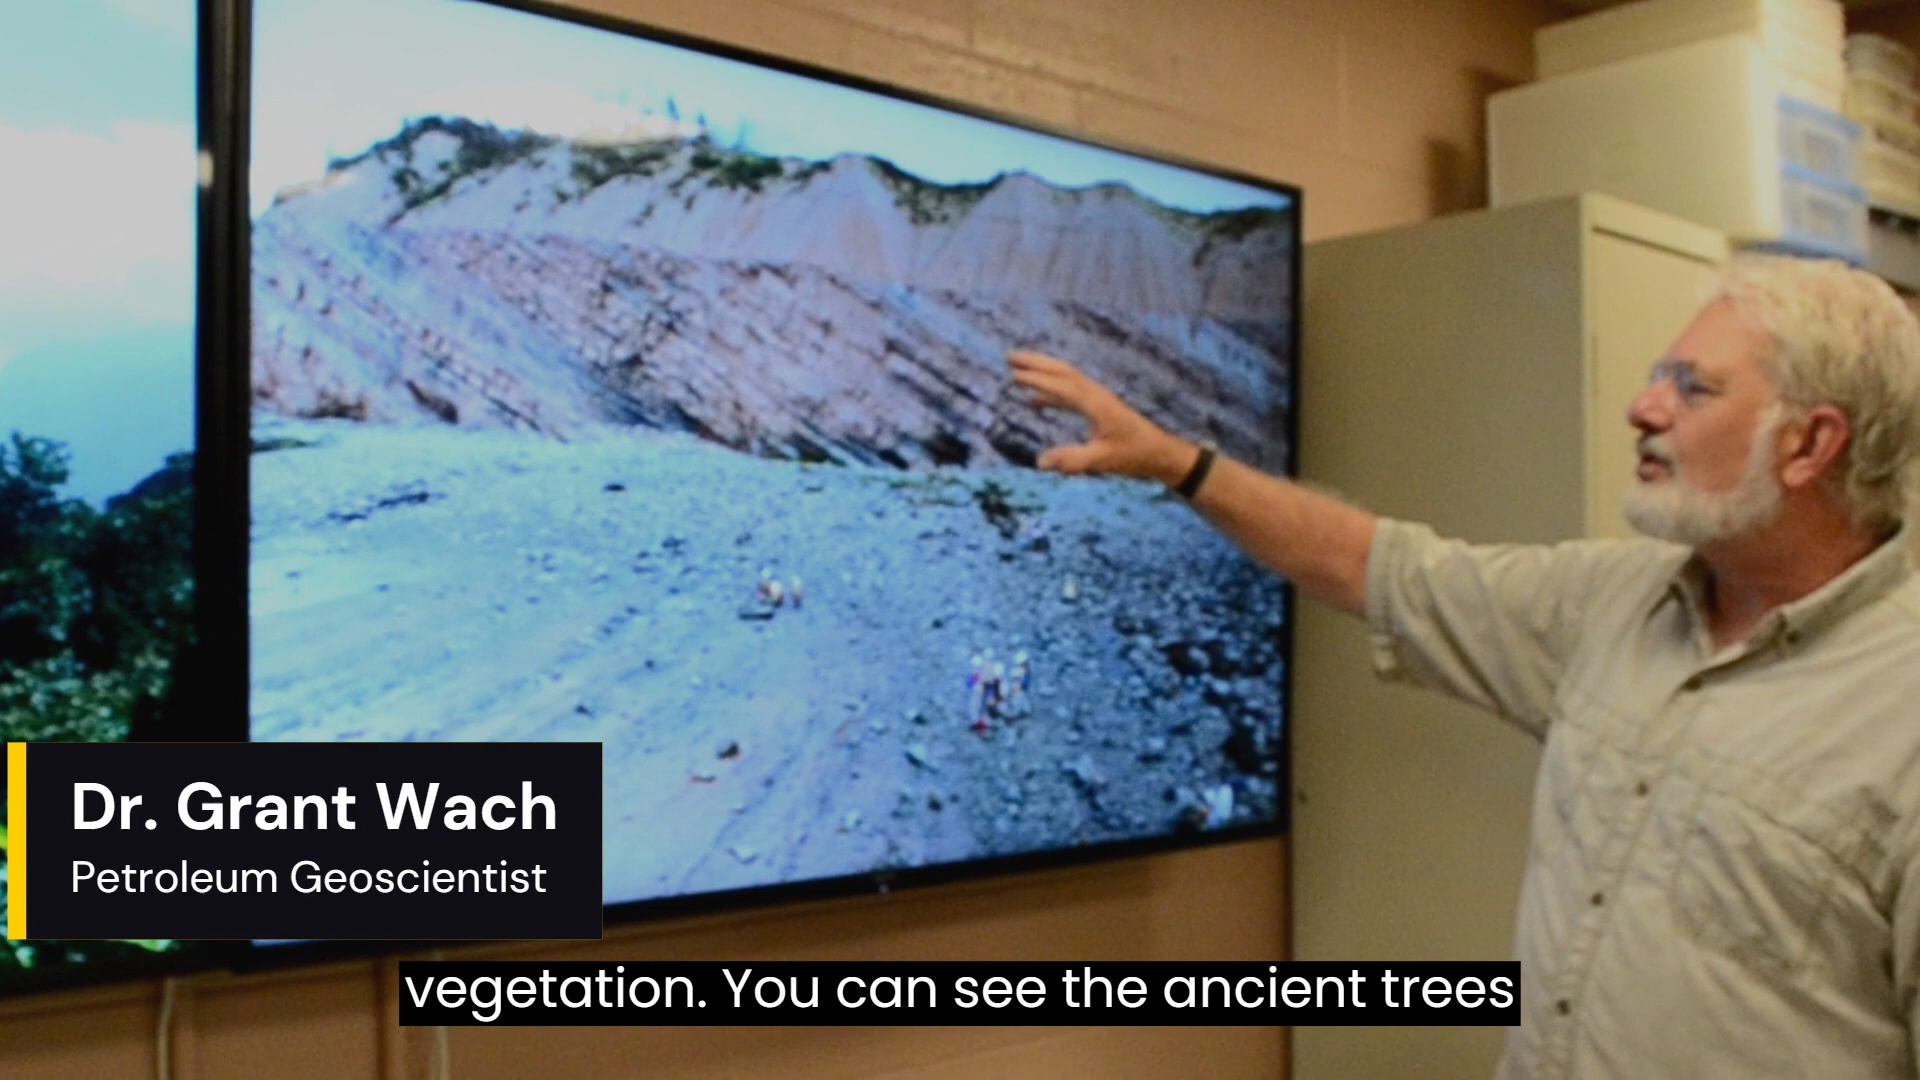 Dr. Grant Wach
Petroleum Geoscientist
vegetation. You can see the ancient trees